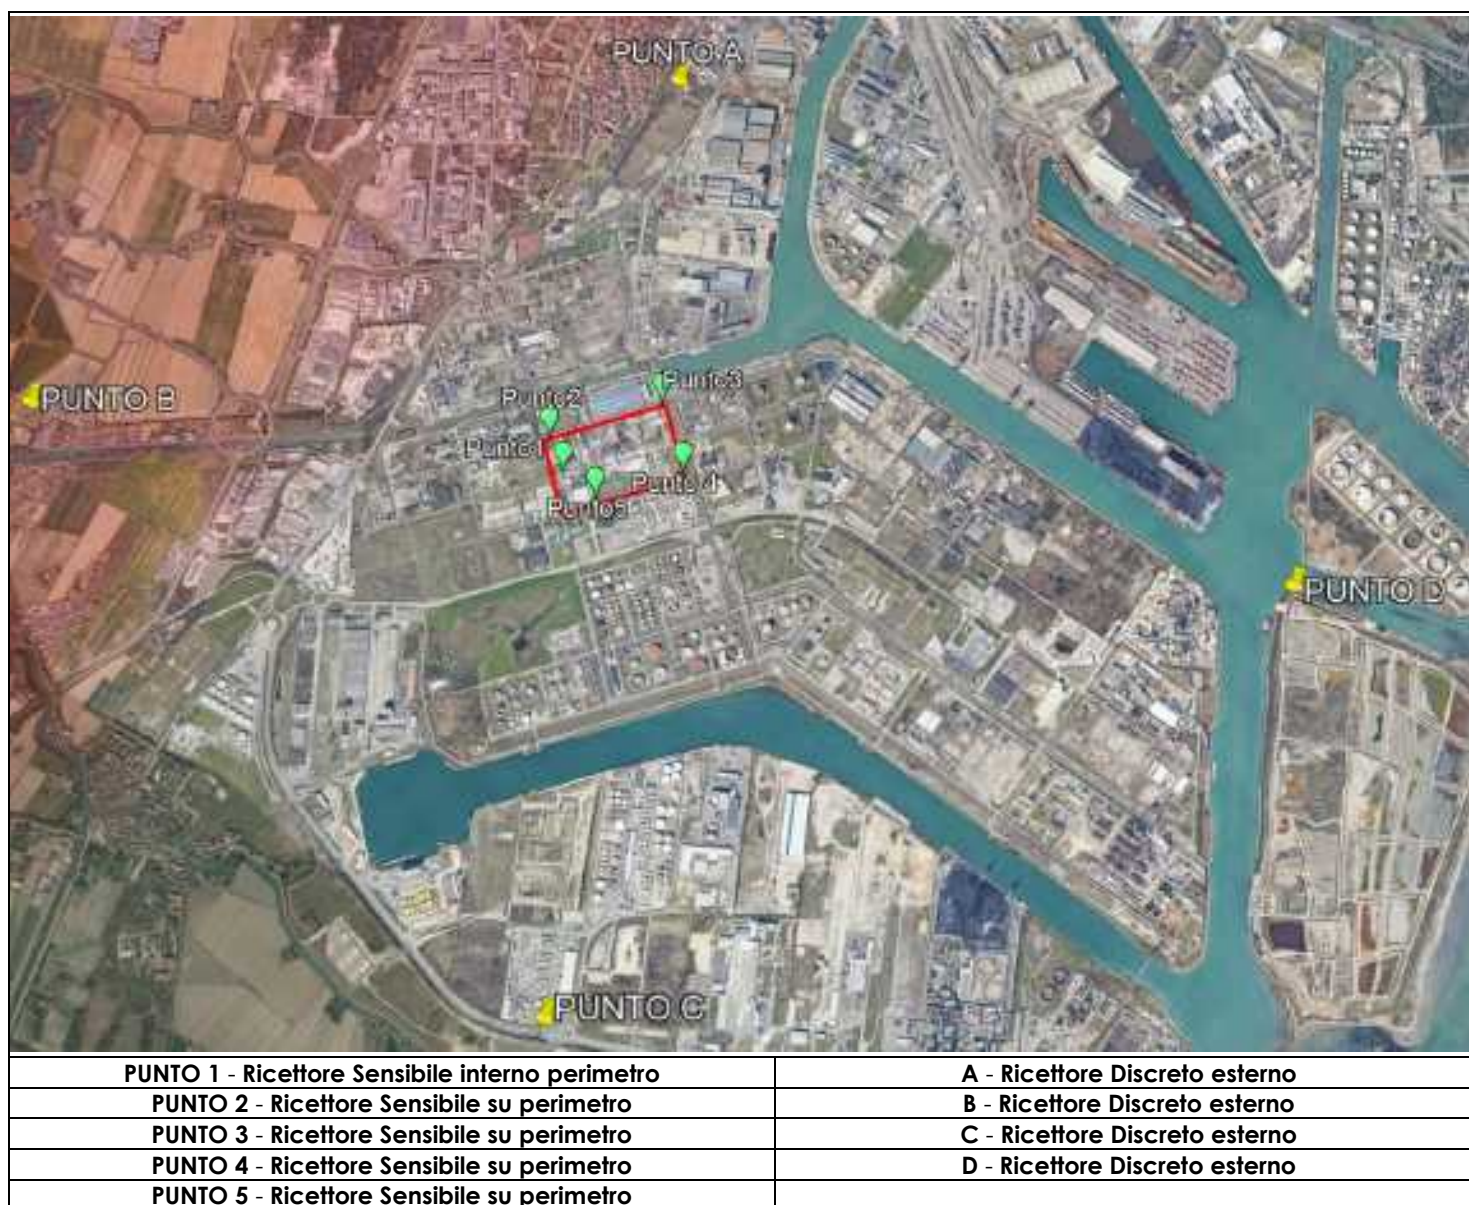 PUNTO A
PUNTO B
Punto2
Punto3
Punto1
Punto4
Punto5
PUNTO D
PUNTO C
PUNTO 1 - Ricettore Sensibile interno perimetro
A - Ricettore Discreto esterno
PUNTO 2 - Ricettore Sensibile su perimetro
B - Ricettore Discreto esterno
PUNTO 3 - Ricettore Sensibile su perimetro
C - Ricettore Discreto esterno
PUNTO 4 - Ricettore Sensibile su perimetro
D - Ricettore Discreto esterno
PUNTO 5 - Ricettore Sensibile su perimetro